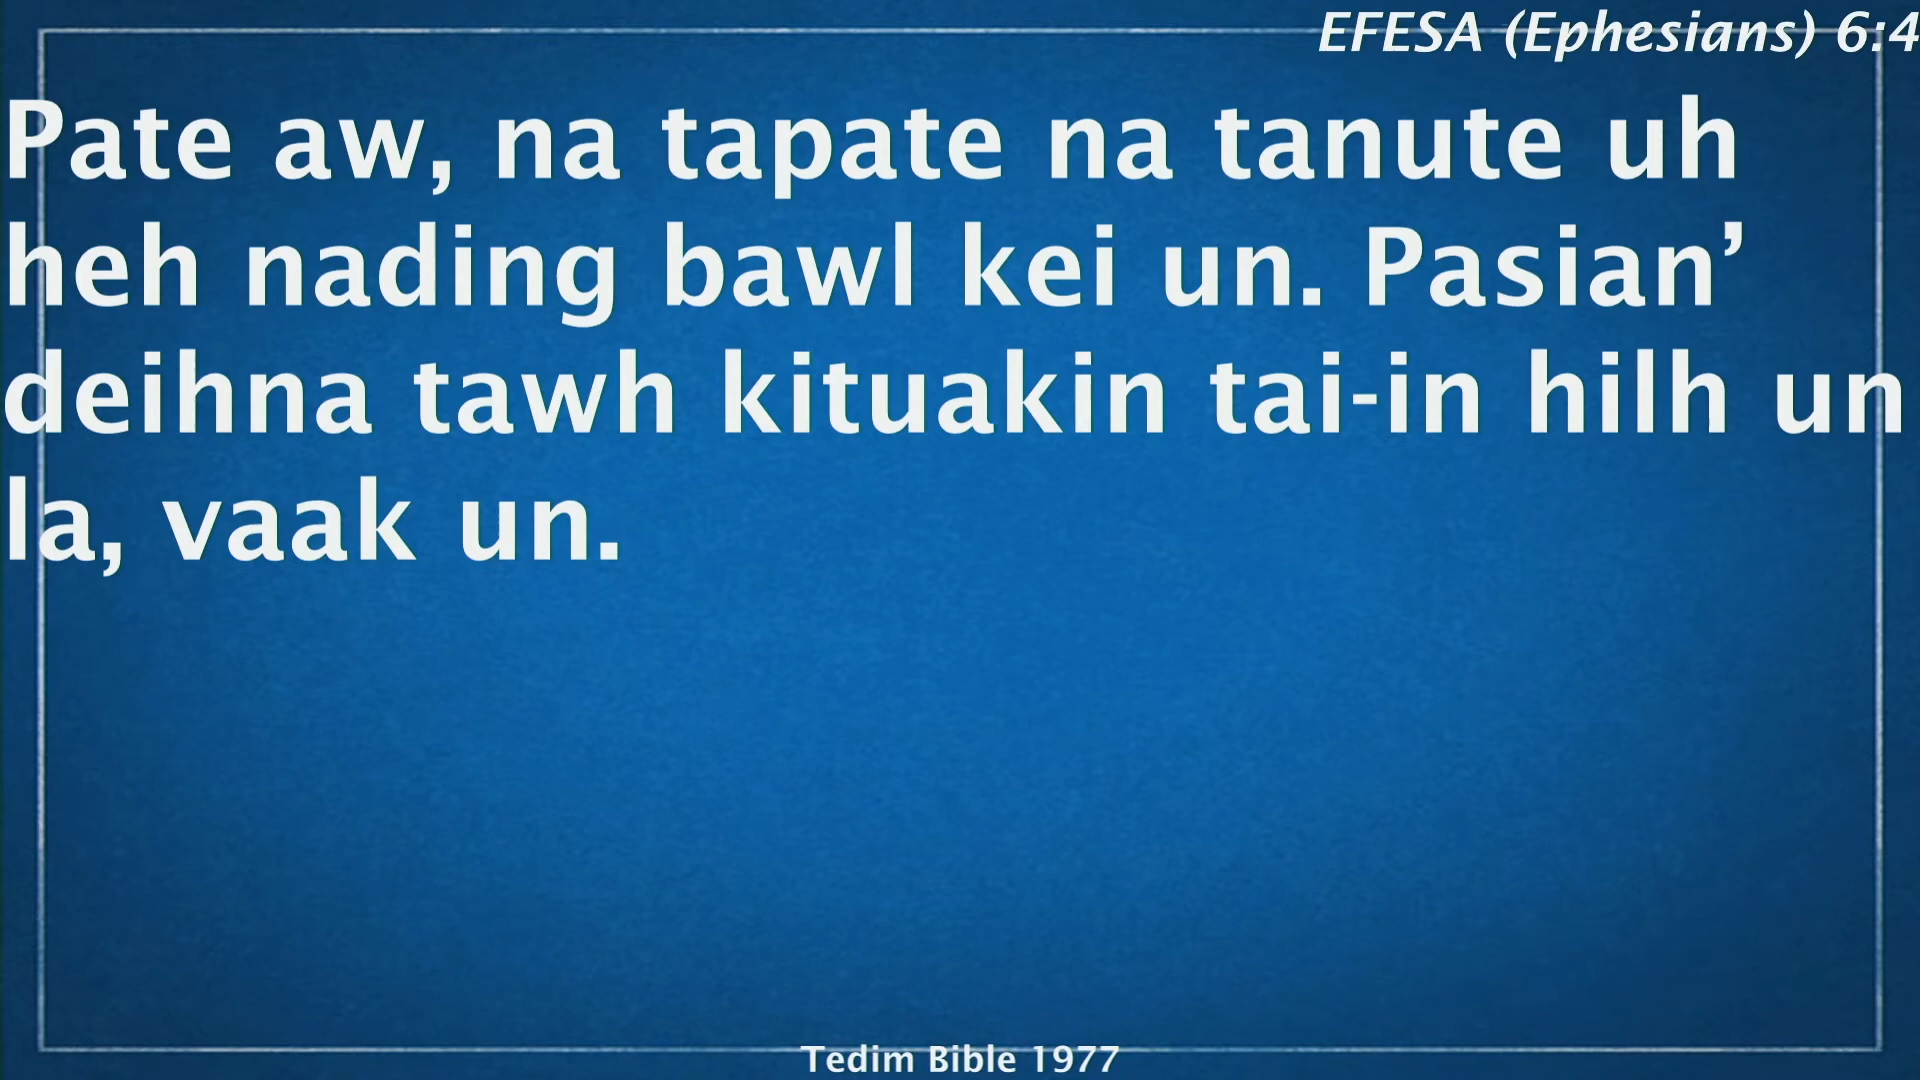 EFESA (Ephesians) 6:4
Pate aw, na tapate na tanute uh
heh nading bawl kei un. Pasian’
deihna tawh kituakin tai-in hilh un
la, vaak un.
Tedim Bible 1977